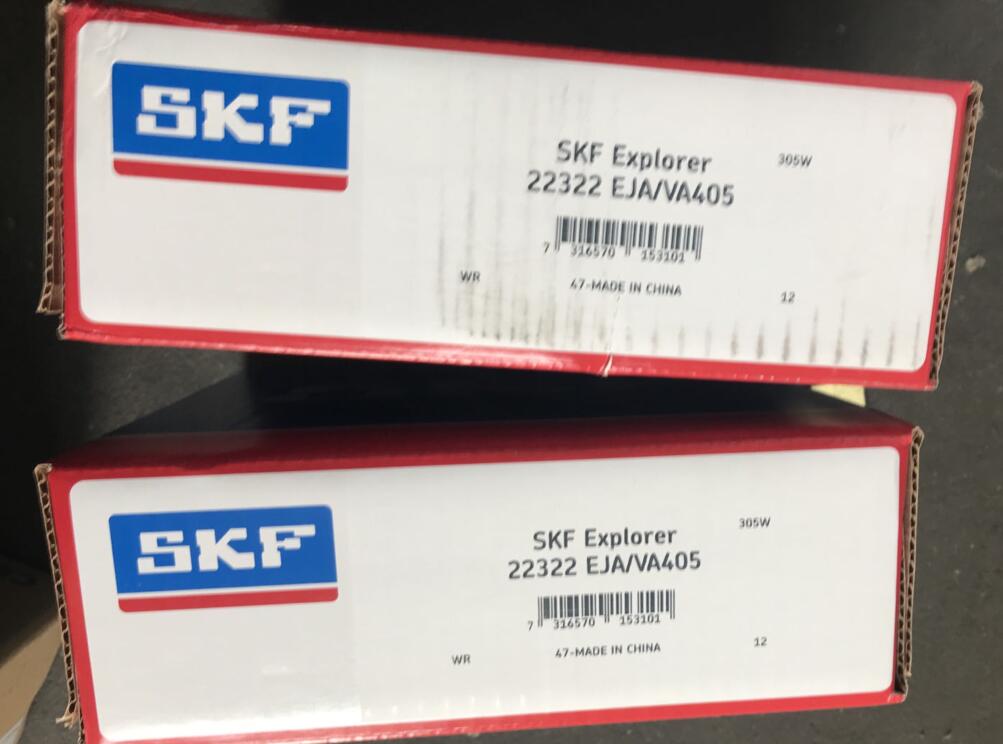 SKF
SKF Explorer
305W
22322 EJA/VA405
7 316570 153101
WR
47-MADE IN CHINA
12
SKF
SKF Explorer
305W
22322 EJA/VA405
7 316570 153101
WR
47-MADE IN CHINA
12